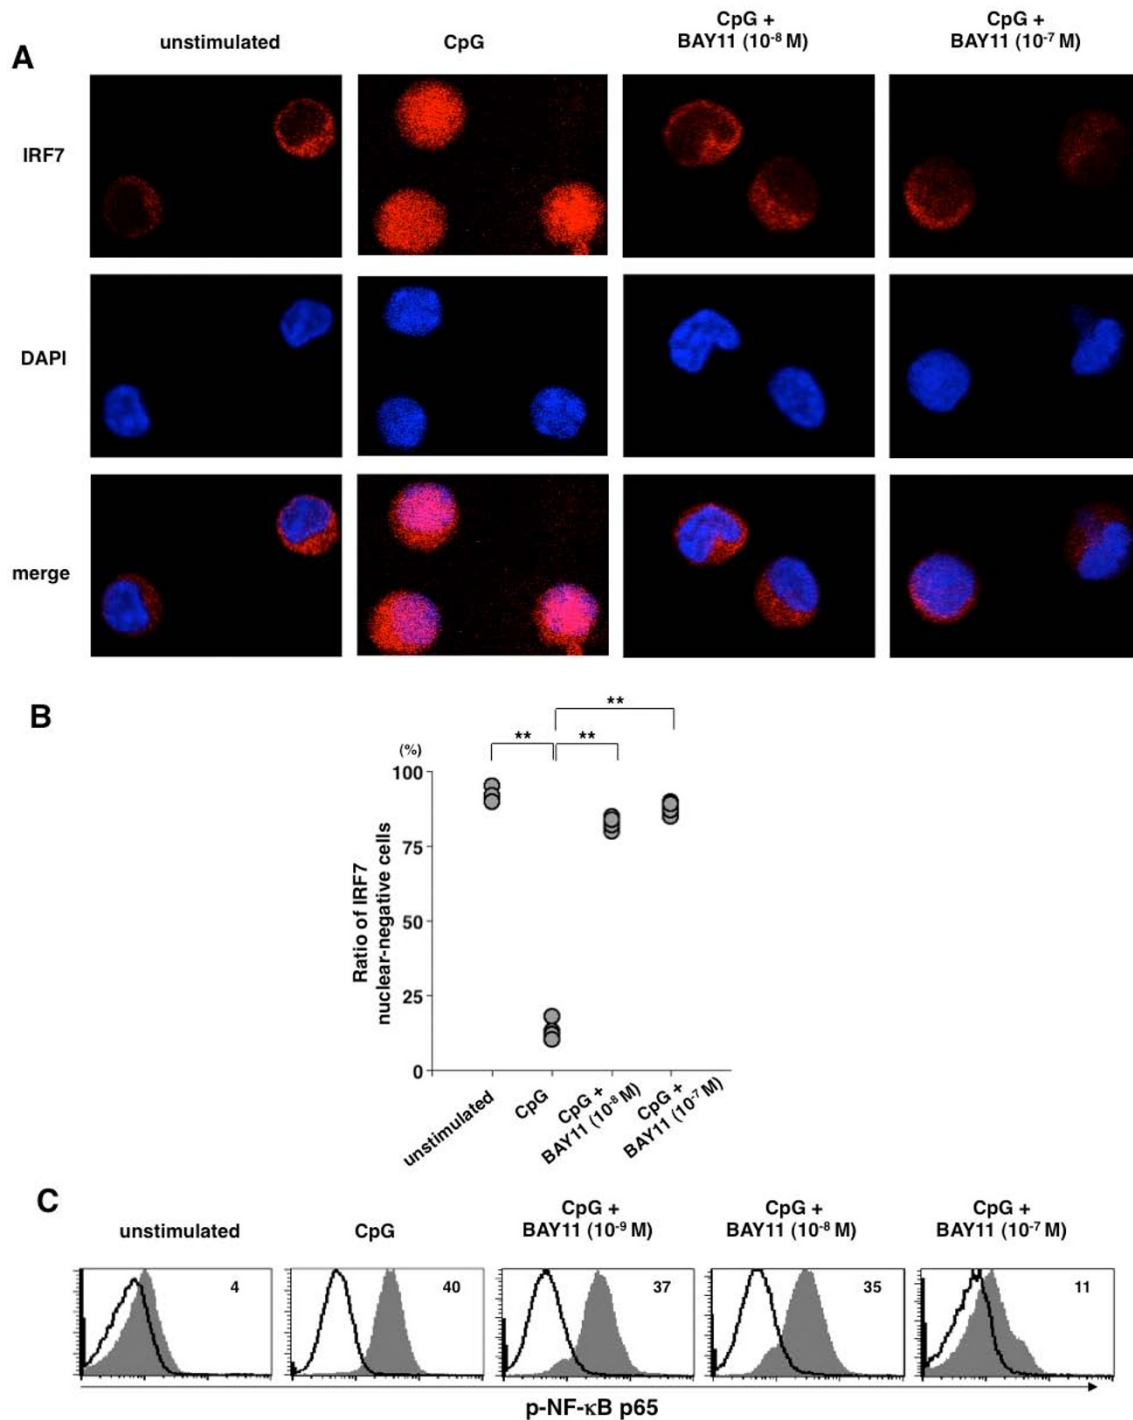 A
unstimulated
CpG
CpG +
BAY11 (10⁻⁸ M)
CpG +
BAY11 (10⁻⁷ M)
IRF7
DAPI
merge
B
**
**
**
(%)
100
75
50
25
0
Ratio of IRF7
nuclear-negative cells
unstimulated
CpG
CpG +
BAY11 (10⁻⁸ M)
CpG +
BAY11 (10⁻⁷ M)
C
unstimulated
CpG
CpG +
BAY11 (10⁻⁹ M)
CpG +
BAY11 (10⁻⁸ M)
CpG +
BAY11 (10⁻⁷ M)
4
40
37
35
11
p-NF-κB p65